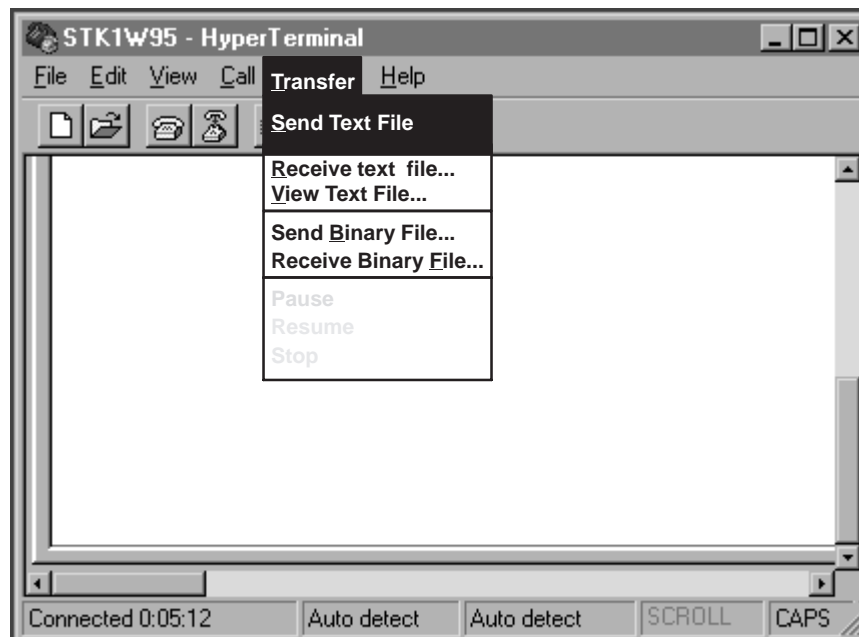 STK1W95 - HyperTerminal
File Edit View Call Transfer Help
Send Text File
Receive text file...
View Text File...
Send Binary File...
Receive Binary File...
Pause
Resume
Stop
Connected 0:05:12 Auto detect Auto detect SCROLL CAPS